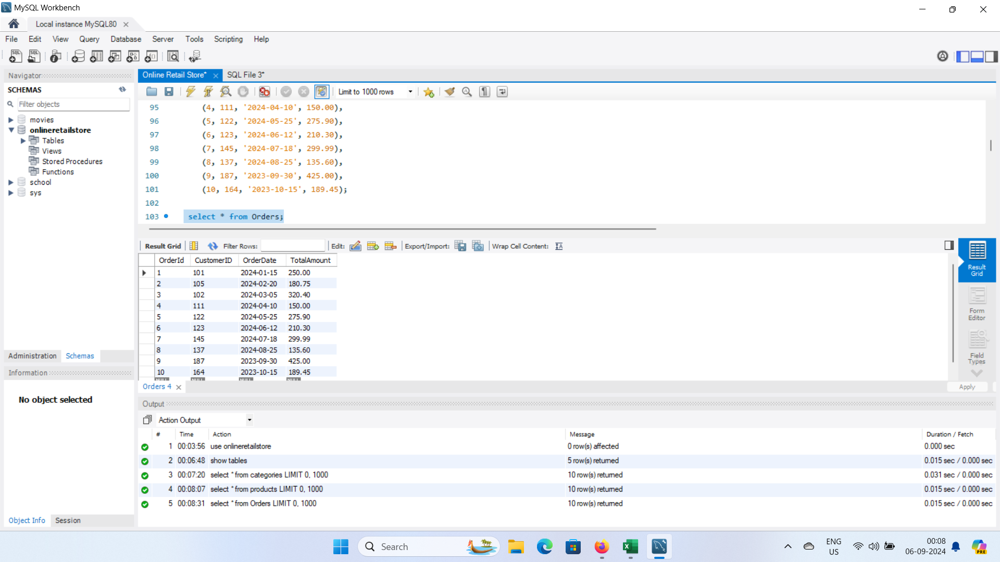 MySQL Workbench
Local instance MySQL80
File Edit View Query Database Server Tools Scripting Help
Navigator
SCHEMAS
Filter objects
movies
onlineretailstore
Tables
Views
Stored Procedures
Functions
school
sys
Administration Schemas
Information
No object selected
Object Info Session
Online Retail Store* SQL File 3*
Limit to 1000 rows
95 (4, 111, '2024-04-10', 150.00),
96 (5, 122, '2024-05-25', 275.90),
97 (6, 123, '2024-06-12', 210.30),
98 (7, 145, '2024-07-18', 299.99),
99 (8, 137, '2024-08-25', 135.60),
100 (9, 187, '2023-09-30', 425.00),
101 (10, 164, '2023-10-15', 189.45);
102
103 select * from Orders;
Result Grid Filter Rows: Edit: Export/Import: Wrap Cell Content:
OrderId CustomerID OrderDate TotalAmount
1 101 2024-01-15 250.00
2 105 2024-02-20 180.75
3 102 2024-03-05 320.40
4 111 2024-04-10 150.00
5 122 2024-05-25 275.90
6 123 2024-06-12 210.30
7 145 2024-07-18 299.99
8 137 2024-08-25 135.60
9 187 2023-09-30 425.00
10 164 2023-10-15 189.45
NULL NULL NULL NULL
Result
Grid
Form
Editor
Field
Types
Orders 4
Apply
Output
Action Output
# Time Action Message Duration / Fetch
1 00:03:56 use onlineretailstore 0 row(s) affected 0.000 sec
2 00:06:48 show tables 5 row(s) returned 0.015 sec / 0.000 sec
3 00:07:20 select * from categories LIMIT 0, 1000 10 row(s) returned 0.031 sec / 0.000 sec
4 00:08:07 select * from products LIMIT 0, 1000 10 row(s) returned 0.015 sec / 0.000 sec
5 00:08:31 select * from Orders LIMIT 0, 1000 10 row(s) returned 0.015 sec / 0.000 sec
Search
ENG
US
00:08
06-09-2024
PRE